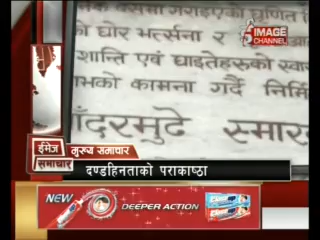 IMAGE
CHANNEL
को घोर भर्त्सना र
शान्ति एवं घाइतेहरुको स्वा
भको कामना गर्दै निर्मि
ाँदरमुढे स्मार
ईमेज
समाचार
मुख्य समाचार
दण्डहिनताको पराकाष्ठा
NEW
DEEPER ACTION